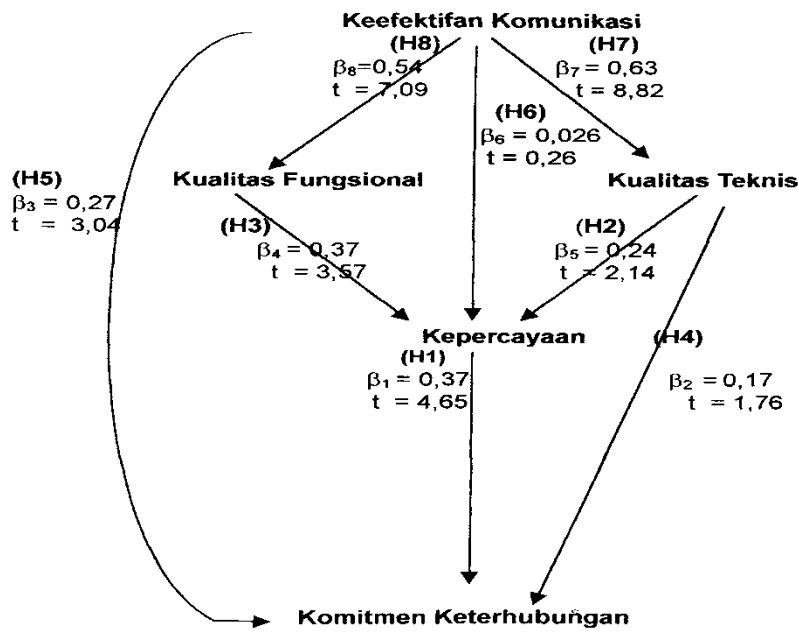 Keefektifan Komunikasi
(H8)
β₈=0,54
t = 7,09
(H7)
β₇ = 0,63
t = 8,82
(H6)
β₆ = 0,026
t = 0,26
(H5)
β₃ = 0,27
t = 3,04
Kualitas Fungsional
Kualitas Teknis
(H3)
β₄ = 0,37
t = 3,57
(H2)
β₅ = 0,24
t = 2,14
Kepercayaan
(H1)
β₁ = 0,37
t = 4,65
(H4)
β₂ = 0,17
t = 1,76
Komitmen Keterhubungan